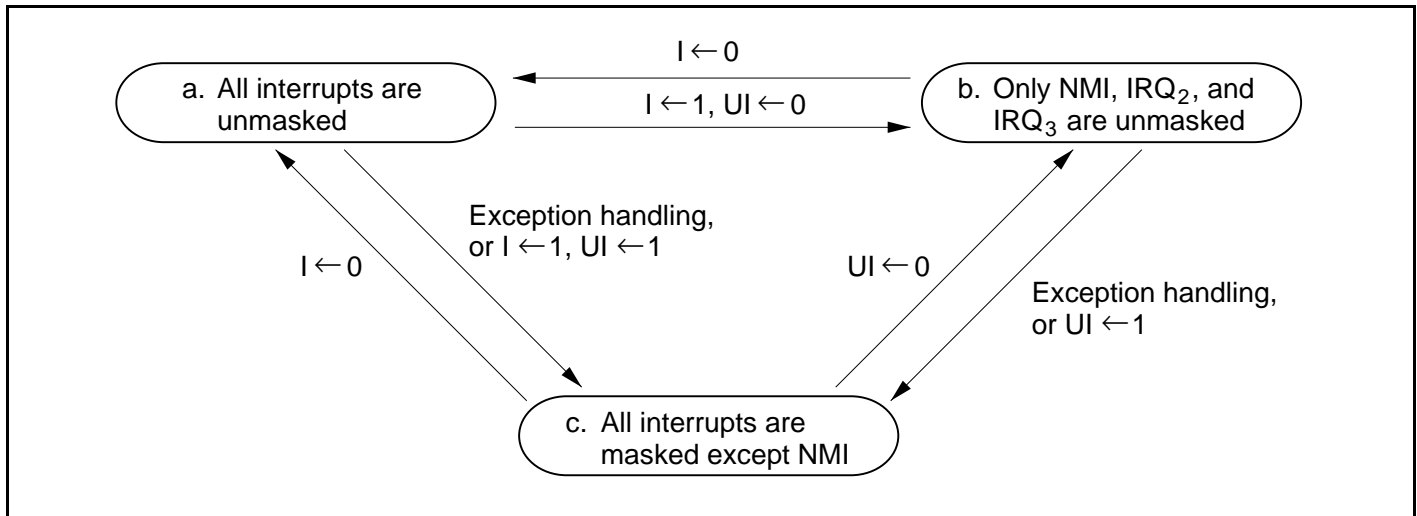 I ← 0
a. All interrupts are
unmasked
I ← 1, UI ← 0
b. Only NMI, IRQ2, and
IRQ3 are unmasked
Exception handling,
or I ← 1, UI ← 1
I ← 0
UI ← 0
Exception handling,
or UI ← 1
c. All interrupts are
masked except NMI